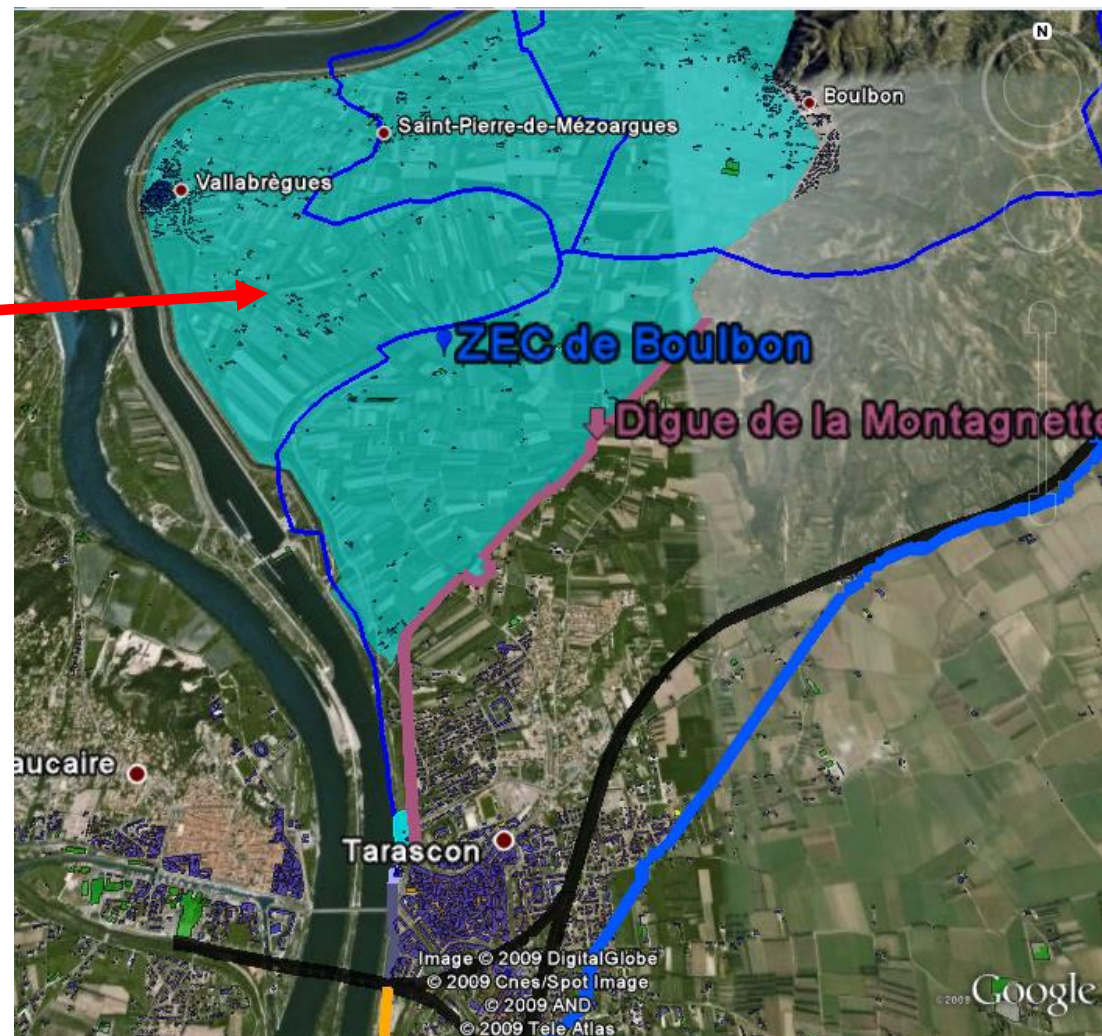 N
Boulbon
Saint-Pierre-de-Mézoargues
Vallabrègues
ZEC de Boulbon
Digue de la Montagnette
aucaire
Tarascon
Image © 2009 DigitalGlobe
© 2009 Cnes/Spot Image
© 2009 AND
© 2009 Tele Atlas
©2009 Google